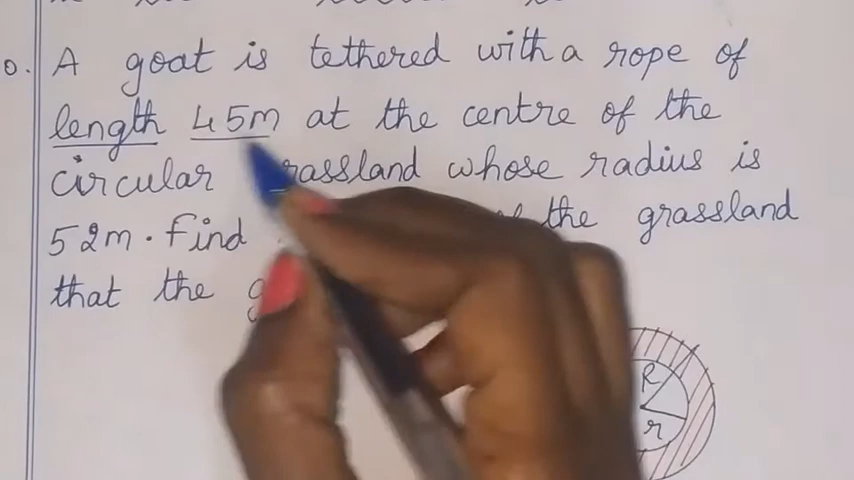 0. A goat is tethered with a rope of
length 45m at the centre of the
circular grassland whose radius is
52m. Find the grassland
that the
R
r